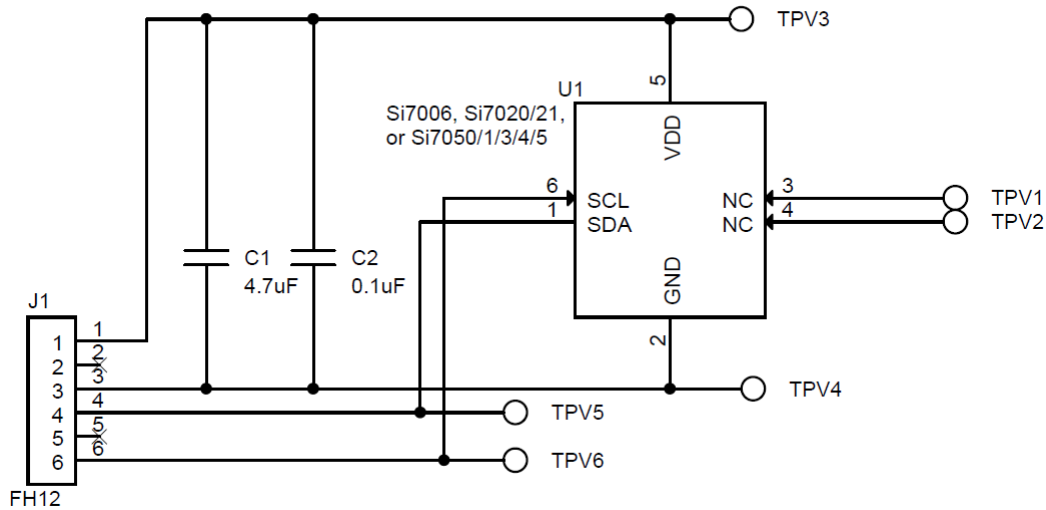 TPV3
5
U1
Si7006, Si7020/21,
or Si7050/1/3/4/5
VDD
6
SCL
NC
3
TPV1
1
SDA
NC
4
TPV2
C1
4.7uF
C2
0.1uF
GND
2
J1
1
1
2
2
3
3
TPV4
4
4
TPV5
5
5
6
6
TPV6
FH12